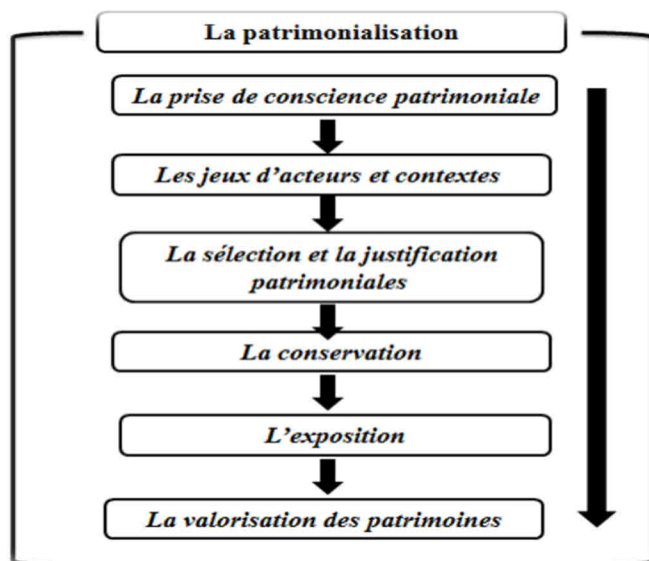 La patrimonialisation
La prise de conscience patrimoniale
Les jeux d'acteurs et contextes
La sélection et la justification
patrimoniales
La conservation
L'exposition
La valorisation des patrimoines